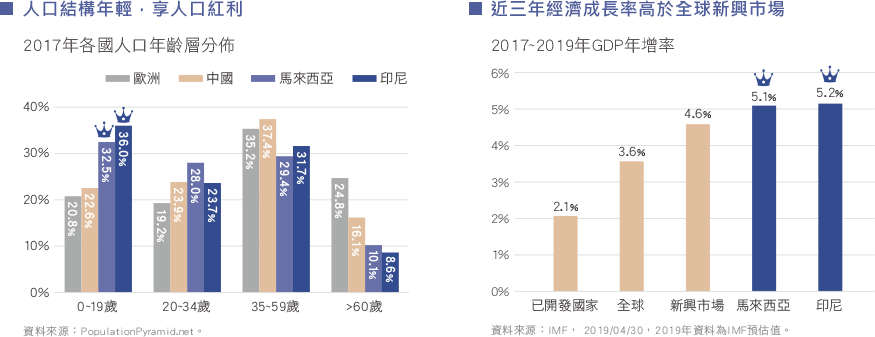 人口結構年輕，享人口紅利
2017年各國人口年齡層分佈
歐洲 中國 馬來西亞 印尼
40%
30%
20%
10%
0%
20.8% 22.6% 32.5% 36.0%
19.2% 23.9% 28.0% 23.7%
35.2% 37.4% 29.4% 31.7%
24.8% 16.1% 10.1% 8.6%
0~19歲 20~34歲 35~59歲 >60歲
資料來源：PopulationPyramid.net。
近三年經濟成長率高於全球新興市場
2017~2019年GDP年增率
6%
5%
4%
3%
2%
1%
0%
2.1% 3.6% 4.6% 5.1% 5.2%
已開發國家 全球 新興市場 馬來西亞 印尼
資料來源：IMF， 2019/04/30，2019年資料為IMF預估值。